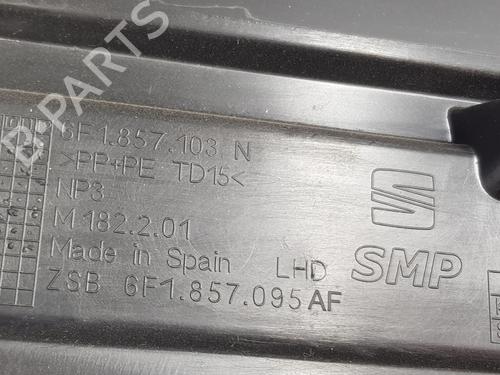 B-PARTS
6F1.857.103 N
>PP+PE TD15<
NP3
M 182.2.01
Made in Spain LHD
SMP
ZSB 6F1.857.095 AF